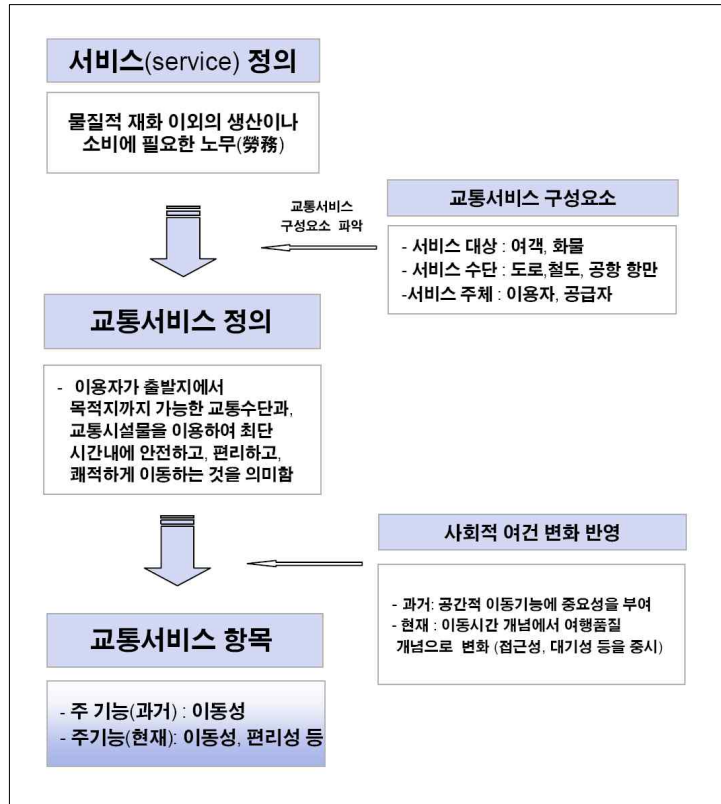 서비스(service) 정의
물질적 재화 이외의 생산이나
소비에 필요한 노무(勞務)
교통서비스
구성요소 파악
교통서비스 구성요소
- 서비스 대상 : 여객, 화물
- 서비스 수단 : 도로,철도, 공항 항만
-서비스 주체 : 이용자, 공급자
교통서비스 정의
- 이용자가 출발지에서
목적지까지 가능한 교통수단과,
교통시설물을 이용하여 최단
시간내에 안전하고, 편리하고,
쾌적하게 이동하는 것을 의미함
사회적 여건 변화 반영
- 과거: 공간적 이동기능에 중요성을 부여
- 현재 : 이동시간 개념에서 여행품질
개념으로 변화 (접근성, 대기성 등을 중시)
교통서비스 항목
- 주 기능(과거) : 이동성
- 주기능(현재): 이동성, 편리성 등